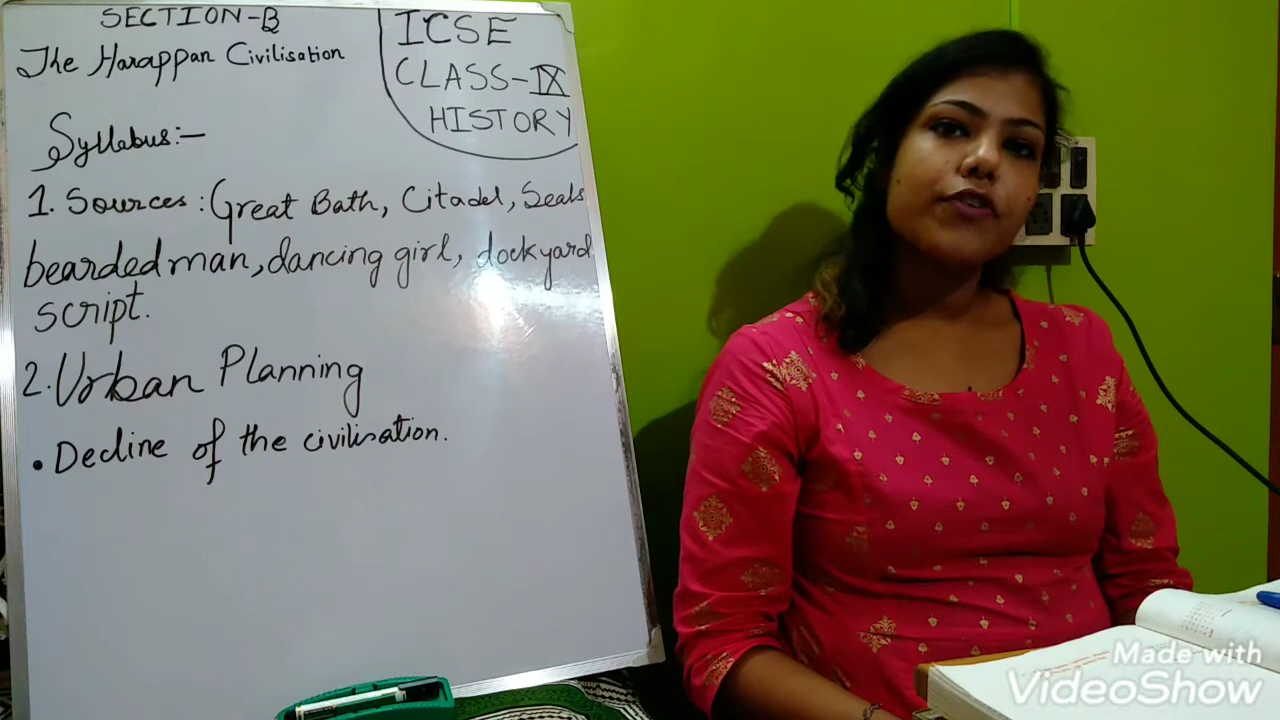 SECTION-B
The Harappan Civilisation
ICSE
CLASS-IX
HISTORY
Syllabus:-
1. Sources: Great Bath, Citadel, Seals
bearded man, dancing girl, dockyard
script.
2. Urban Planning
• Decline of the civilisation.
Made with
VideoShow